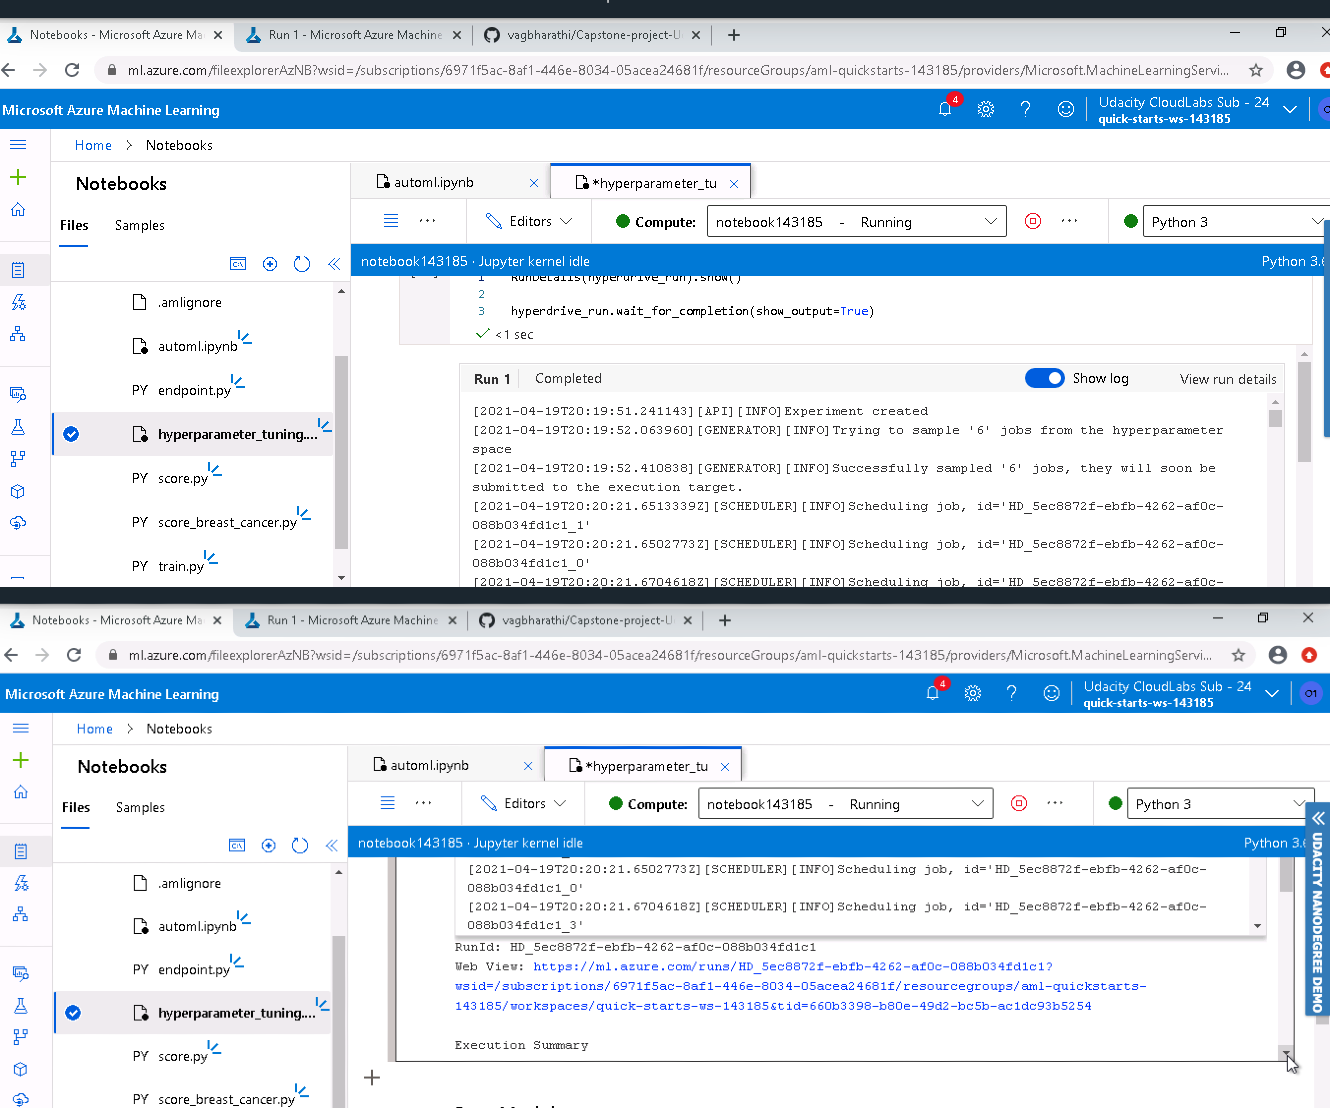 Notebooks - Microsoft Azure Ma
Run 1 - Microsoft Azure Machine
vagbharathi/Capstone-project-U
ml.azure.com/fileexplorerAzNB?wsid=/subscriptions/6971f5ac-8af1-446e-8034-05acea24681f/resourceGroups/aml-quickstarts-143185/providers/Microsoft.MachineLearningServi...
Microsoft Azure Machine Learning
4
Udacity CloudLabs Sub - 24
quick-starts-ws-143185
Home > Notebooks
Notebooks
automl.ipynb
*hyperparameter_tu
Files
Samples
...
Editors
Compute:
notebook143185 - Running
...
Python 3
notebook143185 · Jupyter kernel idle
Python 3.6
.amlignore
automl.ipynb
PY endpoint.py
hyperparameter_tuning....
PY score.py
PY score_breast_cancer.py
PY train.py
1 RunDetails(hyperdrive_run).show()
2
3 hyperdrive_run.wait_for_completion(show_output=True)
<1 sec
Run 1
Completed
Show log
View run details
[2021-04-19T20:19:51.241143][API][INFO]Experiment created
[2021-04-19T20:19:52.063960][GENERATOR][INFO]Trying to sample '6' jobs from the hyperparameter
space
[2021-04-19T20:19:52.410838][GENERATOR][INFO]Successfully sampled '6' jobs, they will soon be
submitted to the execution target.
[2021-04-19T20:20:21.6513339Z][SCHEDULER][INFO]Scheduling job, id='HD_5ec8872f-ebfb-4262-af0c-
088b034fd1c1_1'
[2021-04-19T20:20:21.6502773Z][SCHEDULER][INFO]Scheduling job, id='HD_5ec8872f-ebfb-4262-af0c-
088b034fd1c1_0'
[2021-04-19T20:20:21.6704618Z][SCHEDULER][INFO]Scheduling job, id='HD_5ec8872f-ebfb-4262-af0c-
Notebooks - Microsoft Azure Ma
Run 1 - Microsoft Azure Machine
vagbharathi/Capstone-project-U
ml.azure.com/fileexplorerAzNB?wsid=/subscriptions/6971f5ac-8af1-446e-8034-05acea24681f/resourceGroups/aml-quickstarts-143185/providers/Microsoft.MachineLearningServi...
Microsoft Azure Machine Learning
4
Udacity CloudLabs Sub - 24
quick-starts-ws-143185
O1
Home > Notebooks
Notebooks
automl.ipynb
*hyperparameter_tu
Files
Samples
...
Editors
Compute:
notebook143185 - Running
...
Python 3
notebook143185 · Jupyter kernel idle
Python 3.6
UDACITY NANODEGREE DEMO
.amlignore
automl.ipynb
PY endpoint.py
hyperparameter_tuning....
PY score.py
PY score_breast_cancer.py
[2021-04-19T20:20:21.6502773Z][SCHEDULER][INFO]Scheduling job, id='HD_5ec8872f-ebfb-4262-af0c-
088b034fd1c1_0'
[2021-04-19T20:20:21.6704618Z][SCHEDULER][INFO]Scheduling job, id='HD_5ec8872f-ebfb-4262-af0c-
088b034fd1c1_3'
RunId: HD_5ec8872f-ebfb-4262-af0c-088b034fd1c1
Web View: https://ml.azure.com/runs/HD_5ec8872f-ebfb-4262-af0c-088b034fd1c1?
wsid=/subscriptions/6971f5ac-8af1-446e-8034-05acea24681f/resourcegroups/aml-quickstarts-
143185/workspaces/quick-starts-ws-143185&tid=660b3398-b80e-49d2-bc5b-ac1dc93b5254
Execution Summary